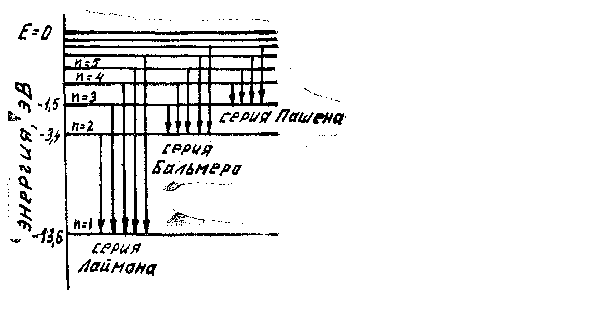 E=0
n=5
n=4
-1,5
n=3
серия Пашена
-3,4
n=2
серия
Бальмера
энергия, эВ
n=1
-13,6
серия
Лаймана